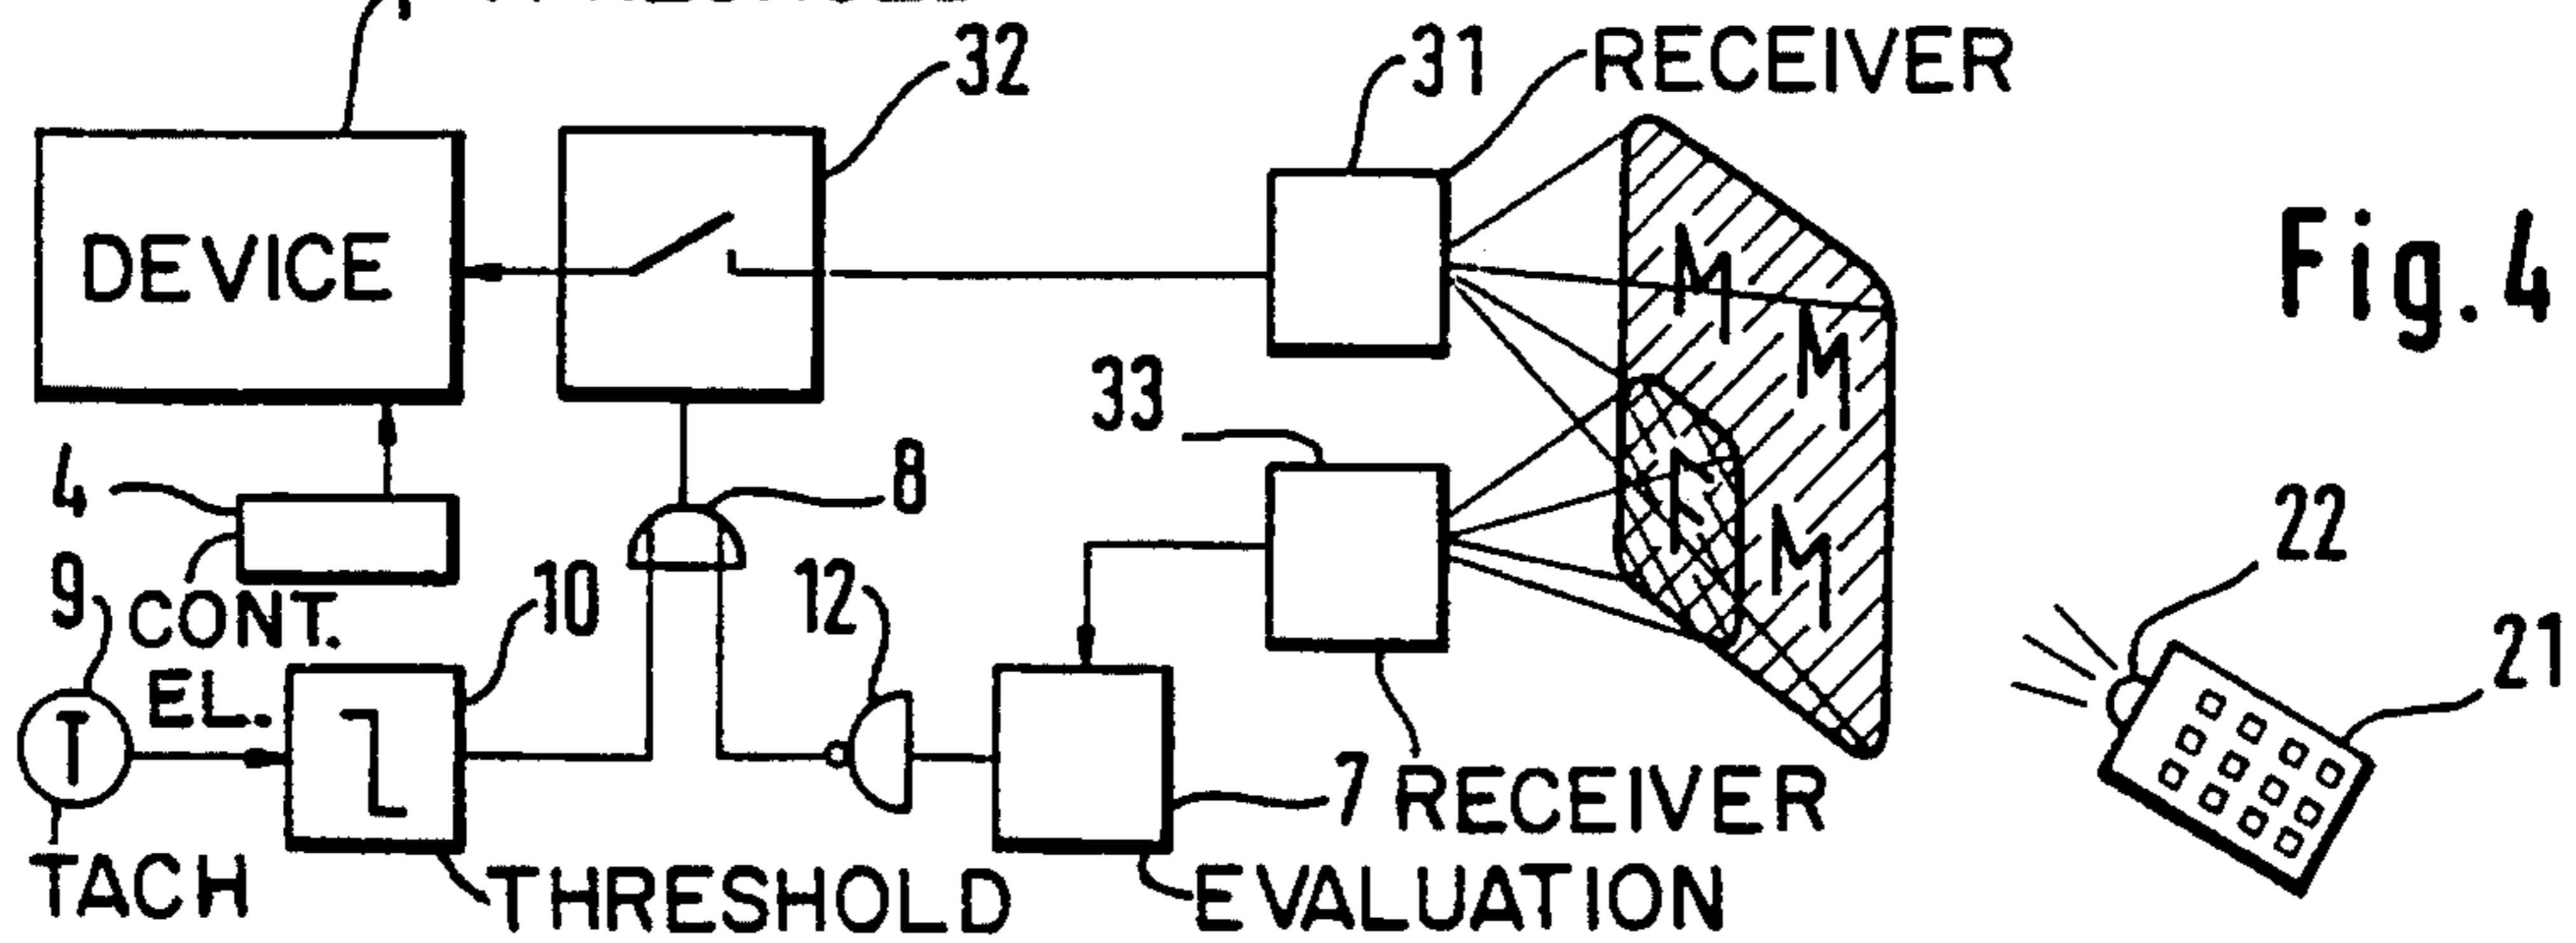 32
31 RECEIVER
DEVICE
M
M
Fig. 4
33
F
M
4
8
22
9
CONT.
EL.
10
12
21
T
7
RECEIVER
TACH
THRESHOLD
EVALUATION